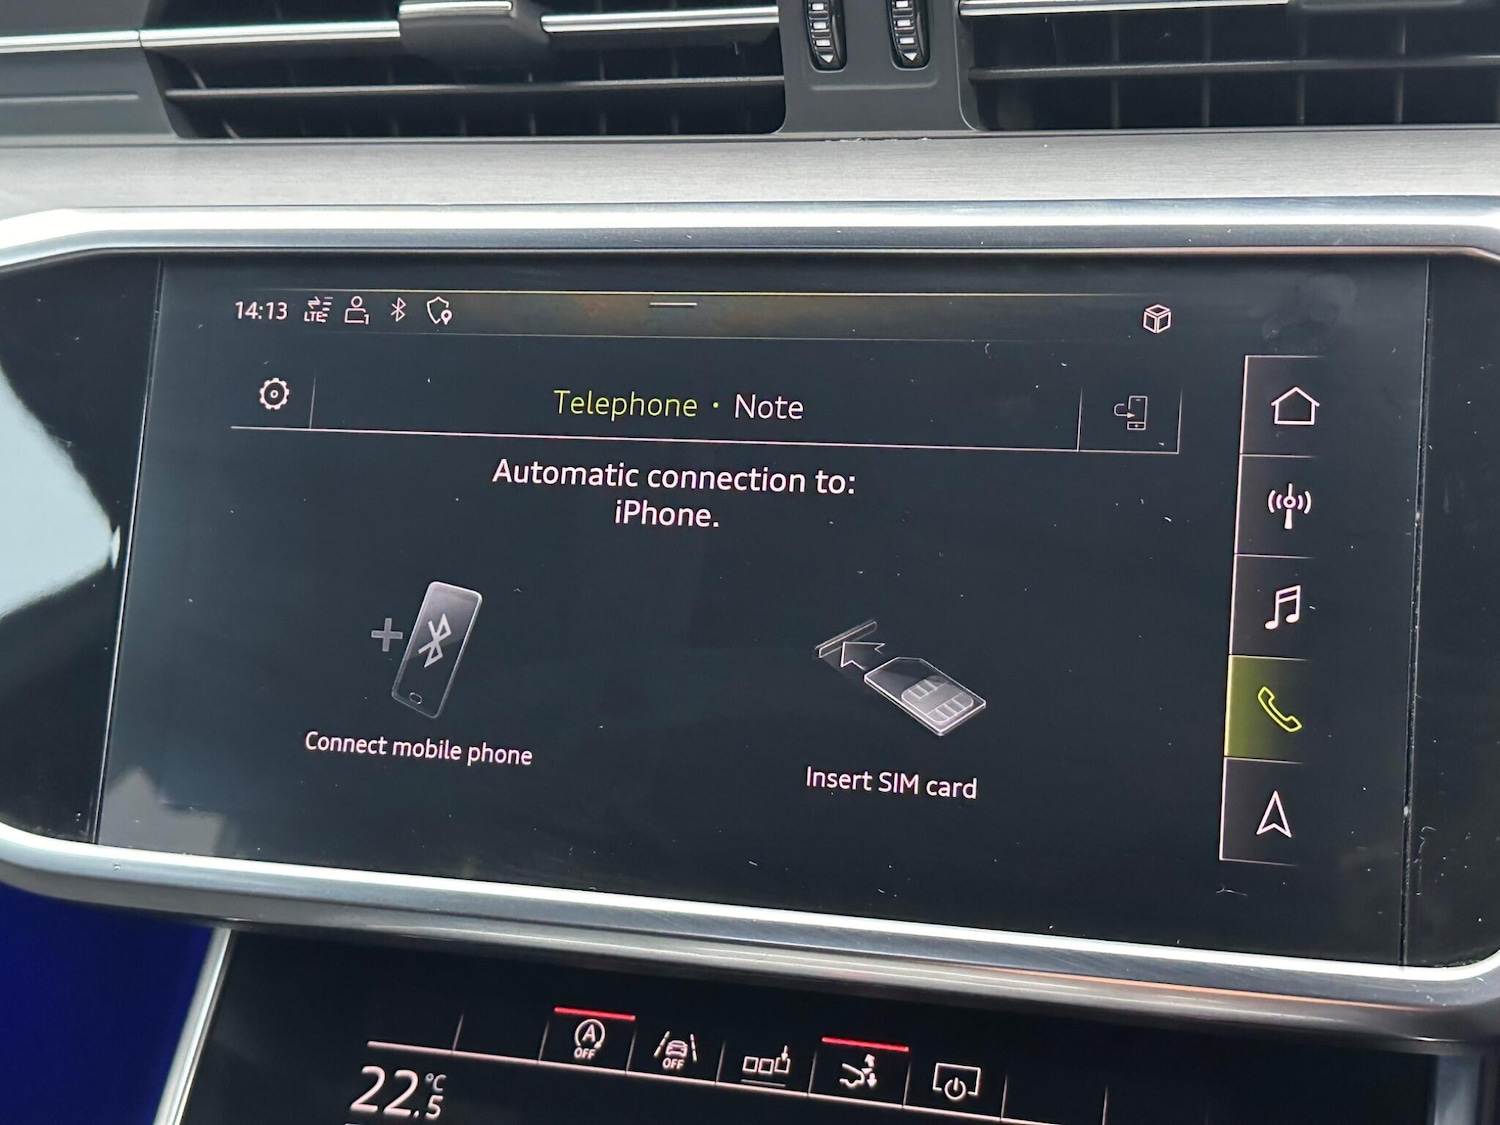 14:13 LTE 1
Telephone · Note
Automatic connection to:
iPhone.
Connect mobile phone
Insert SIM card
A
OFF
OFF
22.5 °C